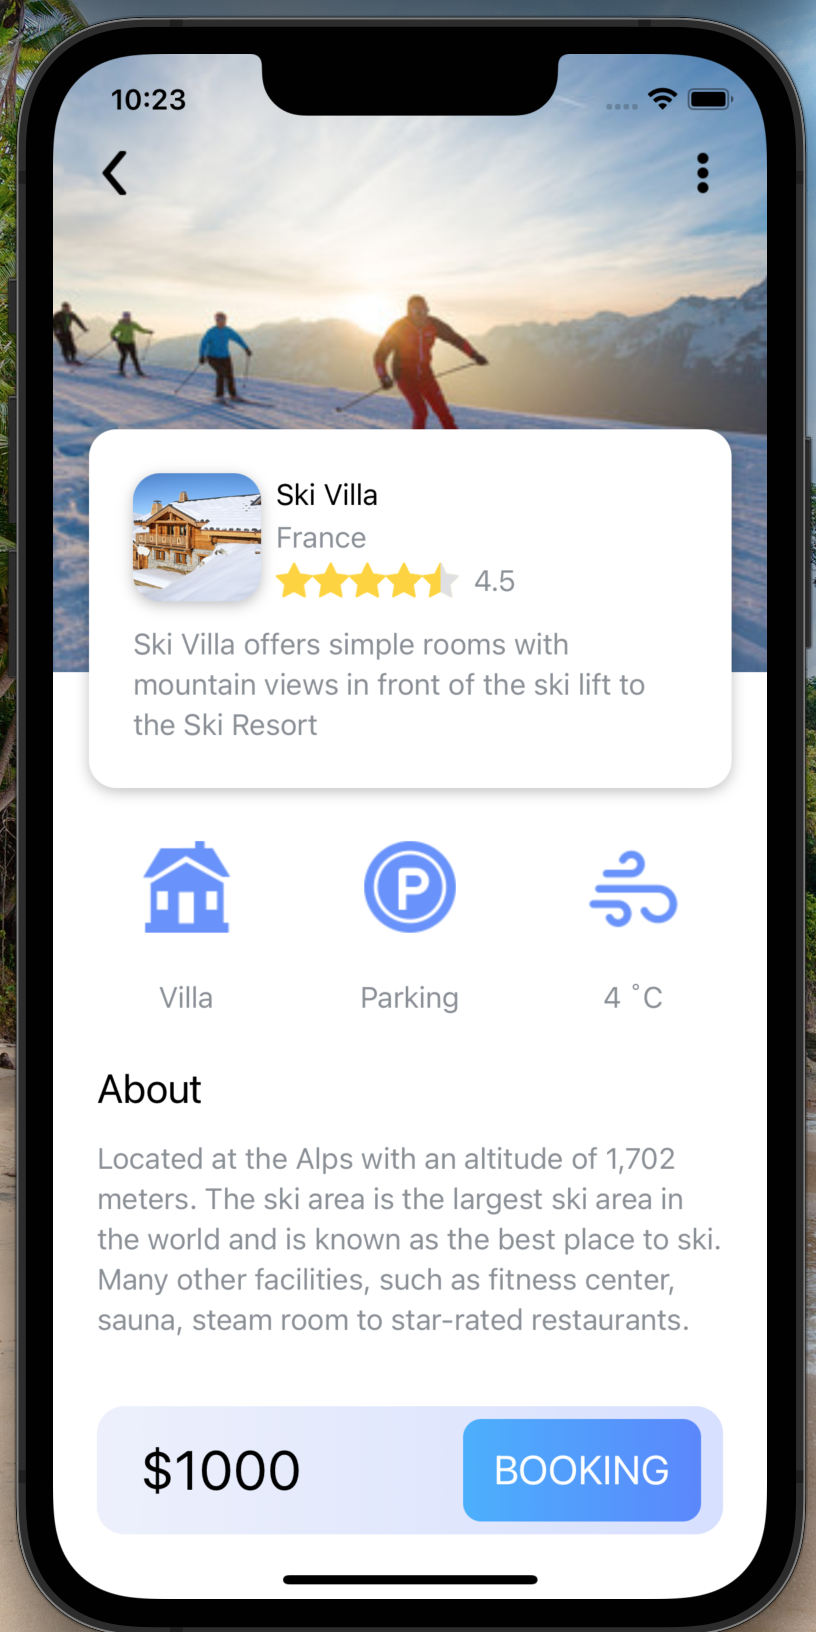 10:23
Ski Villa
France
4.5
Ski Villa offers simple rooms with
mountain views in front of the ski lift to
the Ski Resort
P
Villa
Parking
4 °C
About
Located at the Alps with an altitude of 1,702
meters. The ski area is the largest ski area in
the world and is known as the best place to ski.
Many other facilities, such as fitness center,
sauna, steam room to star-rated restaurants.
$1000
BOOKING